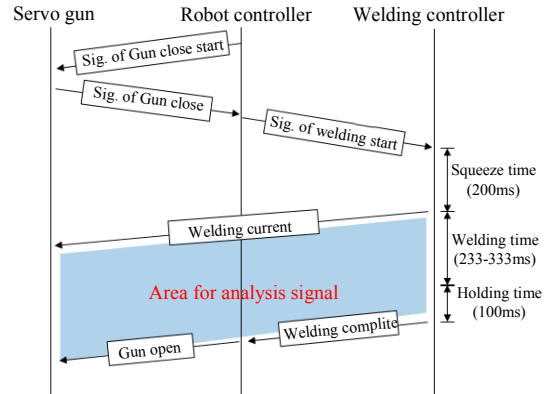 Servo gun
Robot controller
Welding controller
Sig. of Gun close start
Sig. of Gun close
Sig. of welding start
Squeeze time
(200ms)
Welding current
Welding time
(233-333ms)
Area for analysis signal
Holding time
(100ms)
Welding complite
Gun open